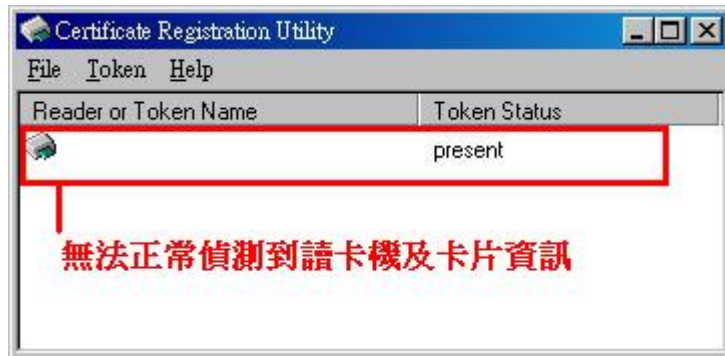 Certificate Registration Utility
File Token Help
Reader or Token Name Token Status
present
無法正常偵測到讀卡機及卡片資訊